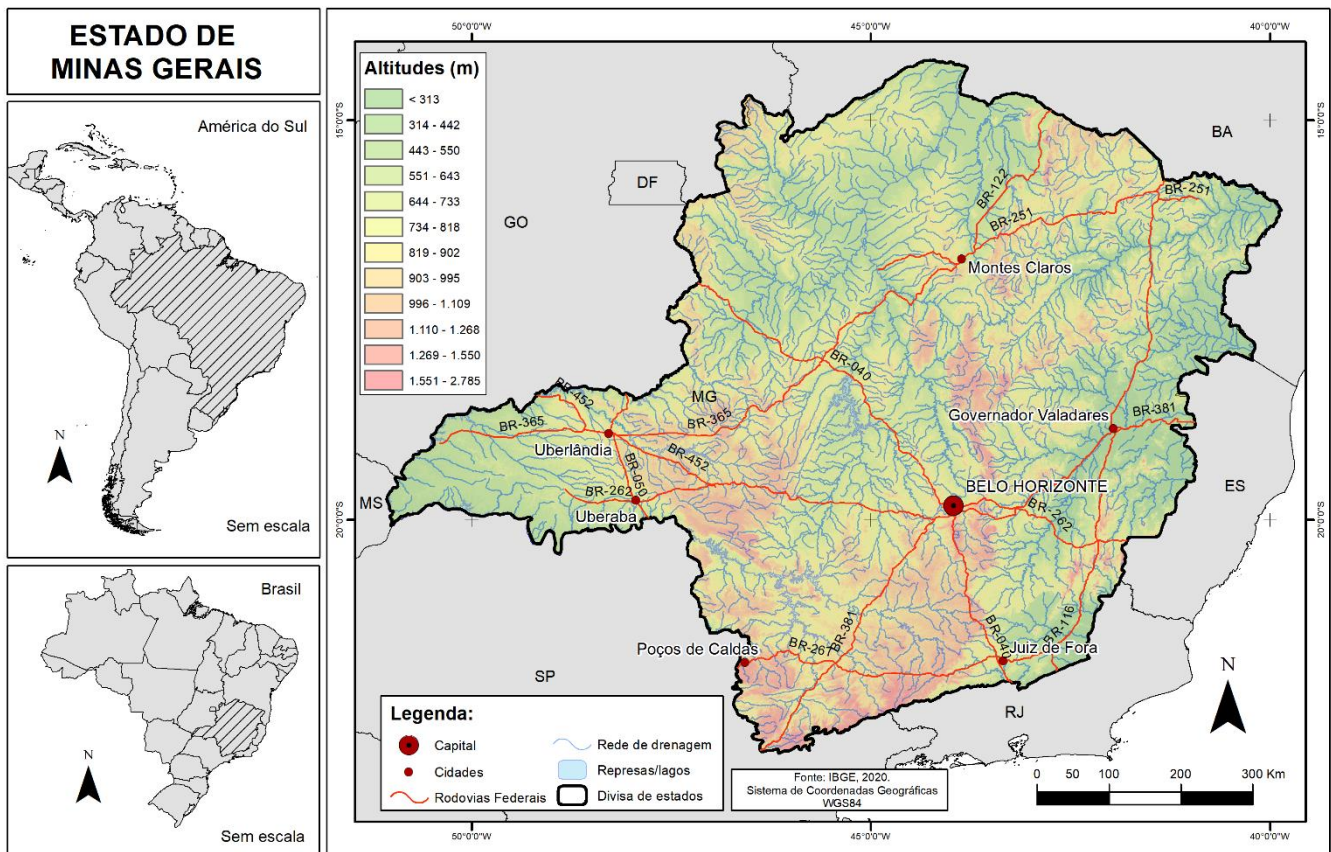 ESTADO DE
MINAS GERAIS
América do Sul
N
Sem escala
Brasil
N
Sem escala
50°0'0"W
45°0'0"W
40°0'0"W
15°0'0"S
15°0'0"S
20°0'0"S
20°0'0"S
Altitudes (m)
< 313
314 - 442
443 - 550
551 - 643
644 - 733
734 - 818
819 - 902
903 - 995
996 - 1.109
1.110 - 1.268
1.269 - 1.550
1.551 - 2.785
BA
DF
GO
BR-122
BR-251
BR-251
Montes Claros
BR-040
MG
BR-452
BR-365
BR-365
Governador Valadares
BR-381
Uberlândia
BR-452
BR-050
BR-262
Uberaba
BELO HORIZONTE
BR-262
MS
ES
BR-381
BR-040
BR-116
Poços de Caldas
BR-267
Juiz de Fora
SP
RJ
N
Legenda:
Capital
Cidades
Rodovias Federais
Rede de drenagem
Represas/lagos
Divisa de estados
Fonte: IBGE, 2020.
Sistema de Coordenadas Geográficas
WGS84
0 50 100 200 300 Km
50°0'0"W
45°0'0"W
40°0'0"W